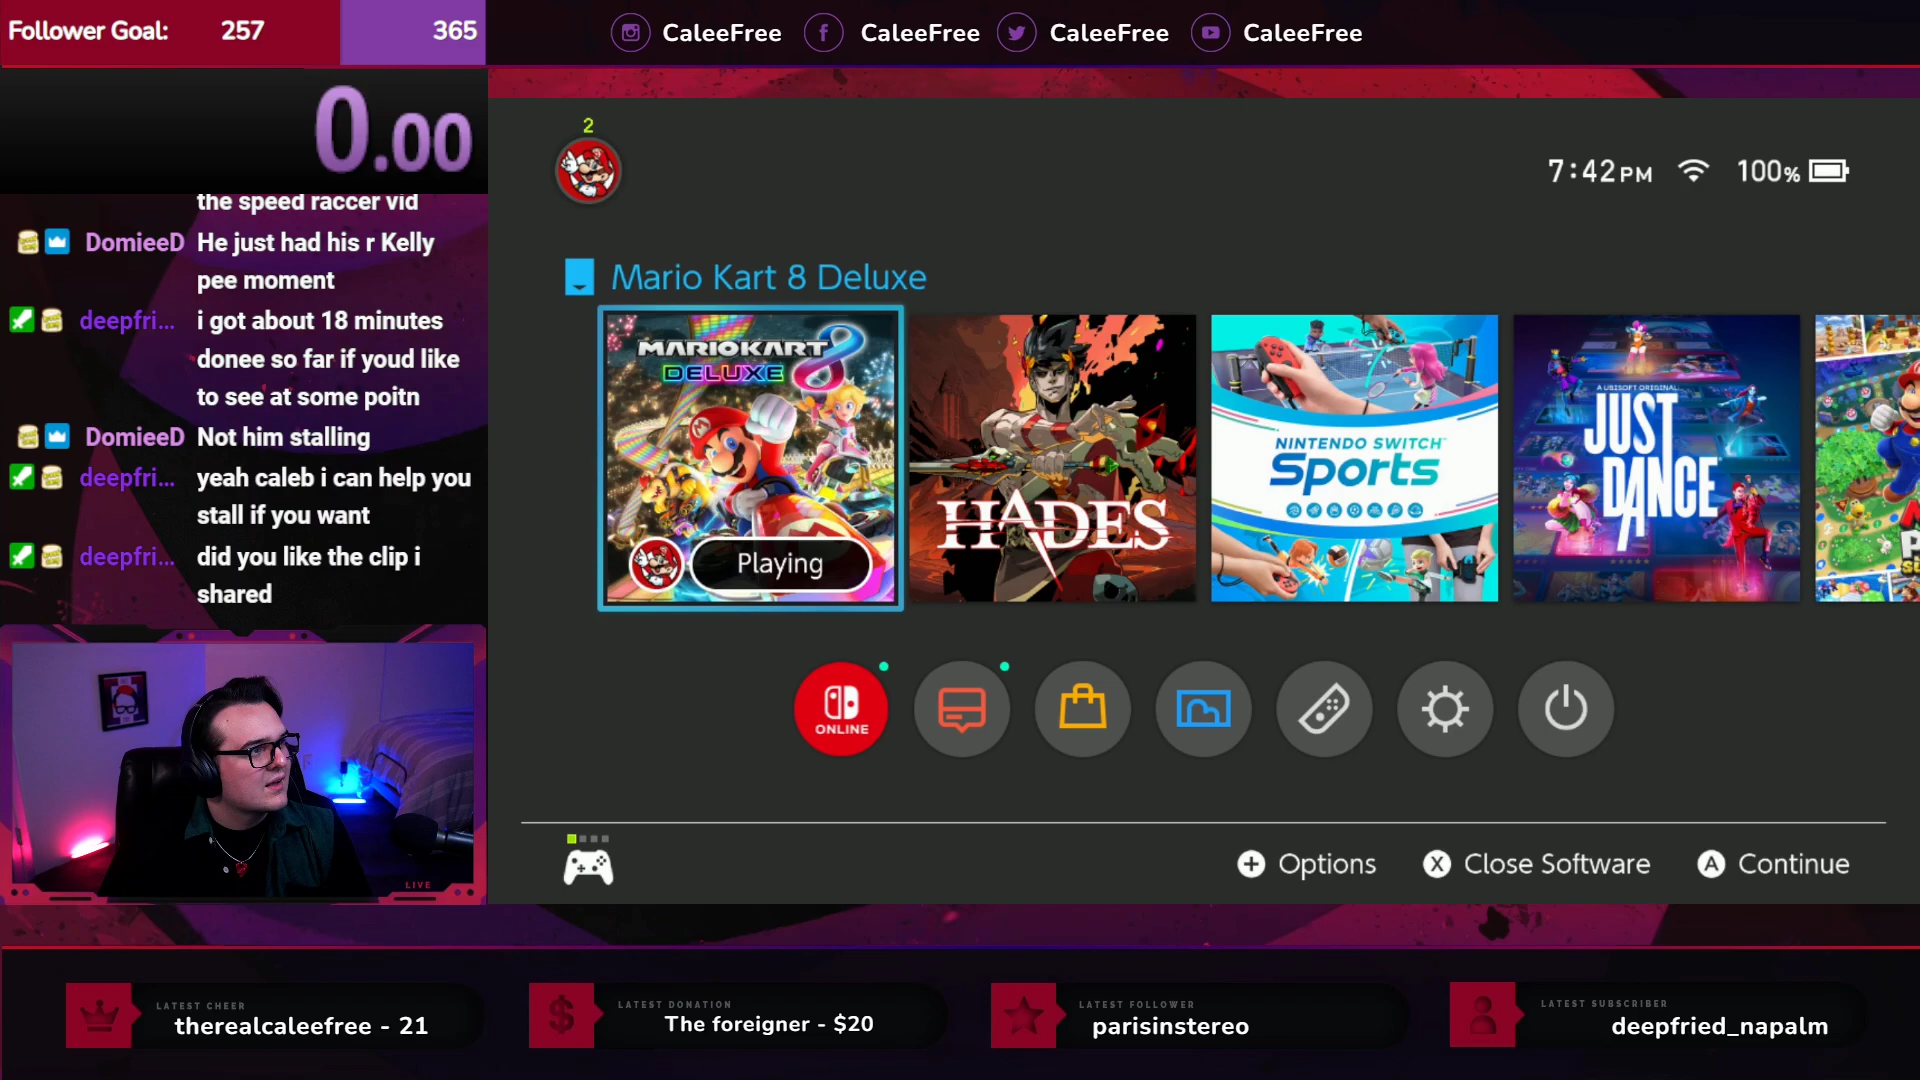 Follower Goal: 257 365
CaleeFree CaleeFree CaleeFree CaleeFree
0.00
the speed raccer vid
DomieeD He just had his r Kelly
pee moment
deepfri... i got about 18 minutes
donee so far if youd like
to see at some poitn
DomieeD Not him stalling
deepfri... yeah caleb i can help you
stall if you want
deepfri... did you like the clip i
shared
LIVE
2
7:42PM 100%
Mario Kart 8 Deluxe
MARIOKART 8
DELUXE
Playing
HADES
NINTENDO SWITCH
Sports
A UBISOFT ORIGINAL
JUST
DANCE
ONLINE
+ Options X Close Software A Continue
LATEST CHEER
therealcaleefree - 21
LATEST DONATION
The foreigner - $20
LATEST FOLLOWER
parisinstereo
LATEST SUBSCRIBER
deepfried_napalm